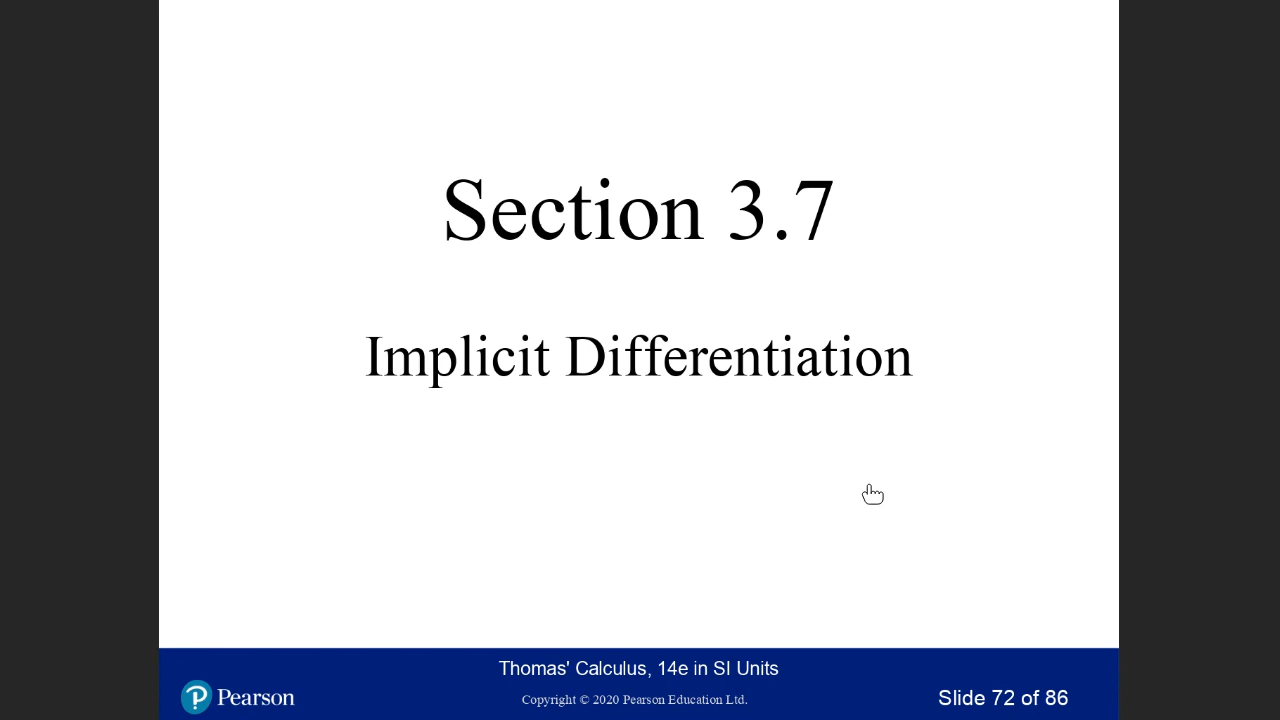 Section 3.7
Implicit Differentiation
Thomas' Calculus, 14e in SI Units
Pearson
Copyright © 2020 Pearson Education Ltd.
Slide 72 of 86